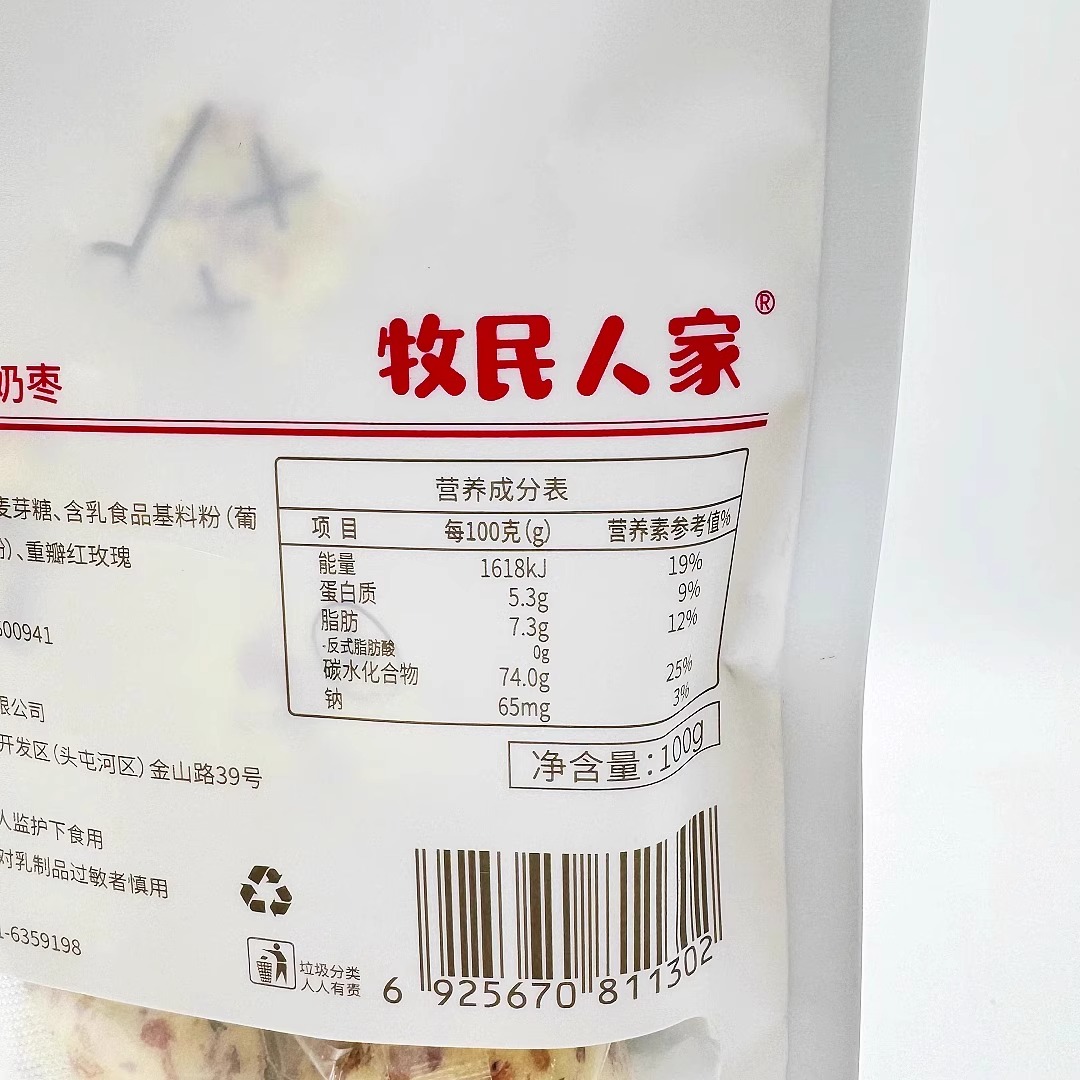 牧民人家®
奶枣
营养成分表
项目 每100克(g) 营养素参考值%
能量 1618kJ 19%
蛋白质 5.3g 9%
脂肪 7.3g 12%
-反式脂肪酸 0g
碳水化合物 74.0g 25%
钠 65mg 3%
净含量:100g
麦芽糖、含乳食品基料粉(葡
)、重瓣红玫瑰
00941
限公司
开发区(头屯河区)金山路39号
人监护下食用
对乳制品过敏者慎用
-6359198
垃圾分类
人人有责
6 925670 811302